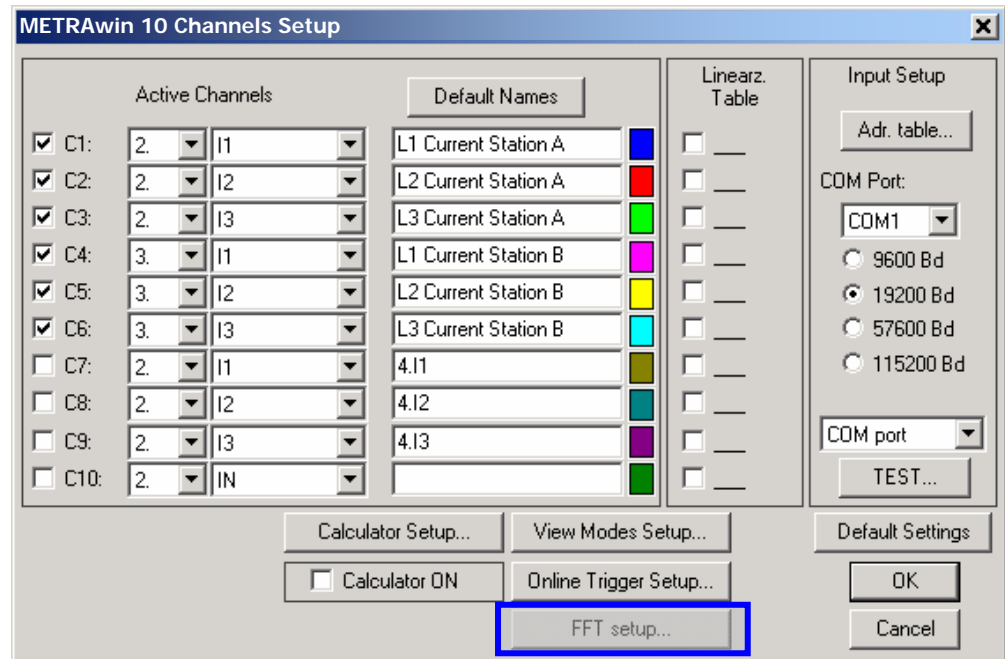 METRAwin 10 Channels Setup
Active Channels
Default Names
Linearz.
Table
Input Setup
C1: 2. I1 L1 Current Station A
C2: 2. I2 L2 Current Station A
C3: 2. I3 L3 Current Station A
C4: 3. I1 L1 Current Station B
C5: 3. I2 L2 Current Station B
C6: 3. I3 L3 Current Station B
C7: 2. I1 4.I1
C8: 2. I2 4.I2
C9: 2. I3 4.I3
C10: 2. IN
Adr. table...
COM Port:
COM1
9600 Bd
19200 Bd
57600 Bd
115200 Bd
COM port
TEST...
Calculator Setup...
View Modes Setup...
Default Settings
Calculator ON
Online Trigger Setup...
OK
FFT setup...
Cancel